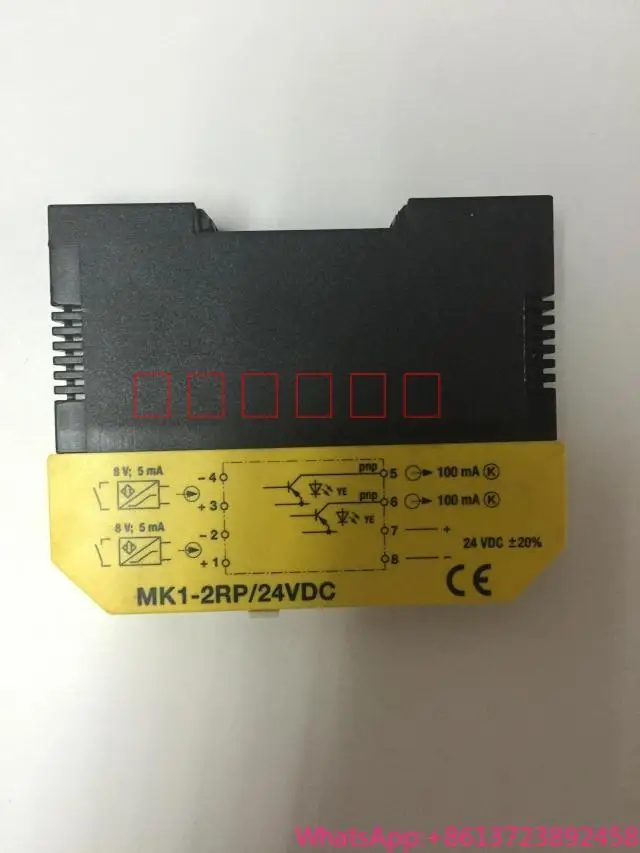 8 V; 5 mA
8 V; 5 mA
- 4
+ 3
- 2
+ 1
pnp
YE
pnp
YE
5 100 mA K
6 100 mA K
7 +
8 -
24 VDC ±20%
MK1-2RP/24VDC
CE
□□□□□□
WhatsApp:+8613723892458